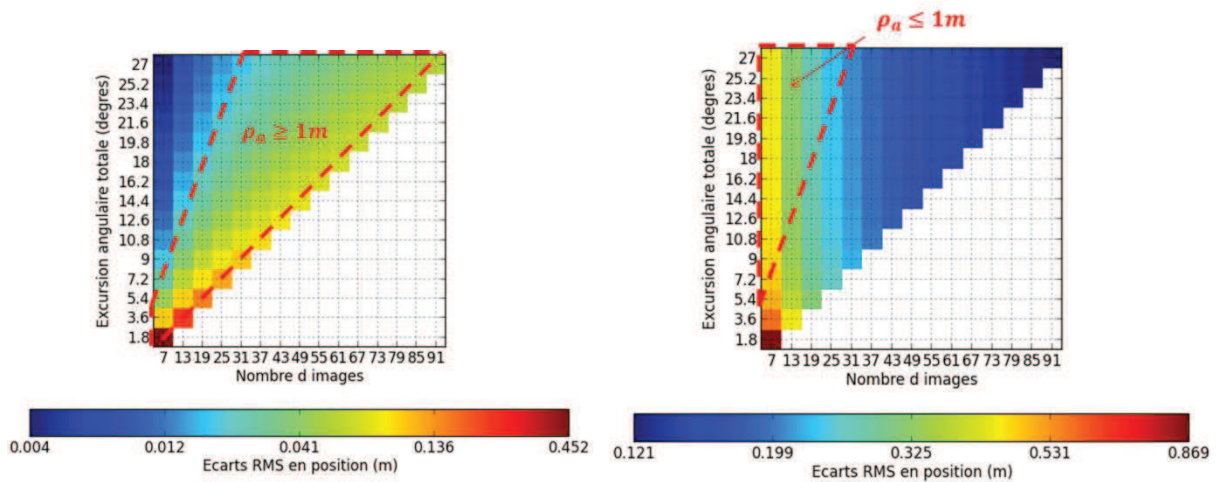 ρₐ ≥ 1m
Excursion angulaire totale (degres)
27
25.2
23.4
21.6
19.8
18
16.2
14.4
12.6
10.8
9
7.2
5.4
3.6
1.8
7 13 19 25 31 37 43 49 55 61 67 73 79 85 91
Nombre d images
0.004 0.012 0.041 0.136 0.452
Ecarts RMS en position (m)
ρₐ ≤ 1m
Excursion angulaire totale (degres)
27
25.2
23.4
21.6
19.8
18
16.2
14.4
12.6
10.8
9
7.2
5.4
3.6
1.8
7 13 19 25 31 37 43 49 55 61 67 73 79 85 91
Nombre d images
0.121 0.199 0.325 0.531 0.869
Ecarts RMS en position (m)